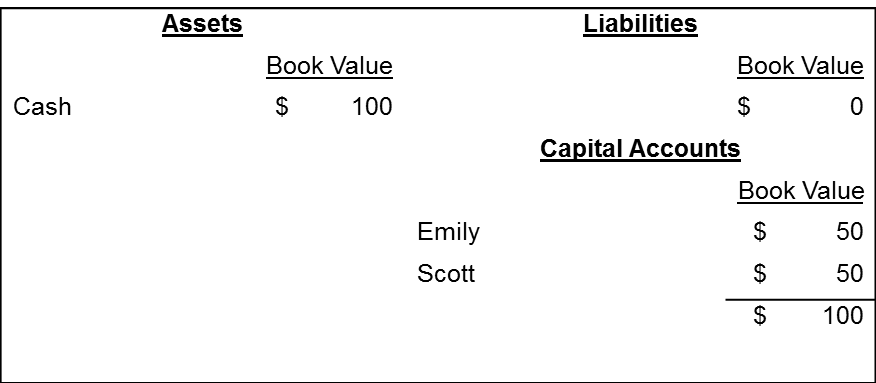 Assets Liabilities
Book Value Book Value
Cash $ 100 $ 0
Capital Accounts
Book Value
Emily $ 50
Scott $ 50
$ 100